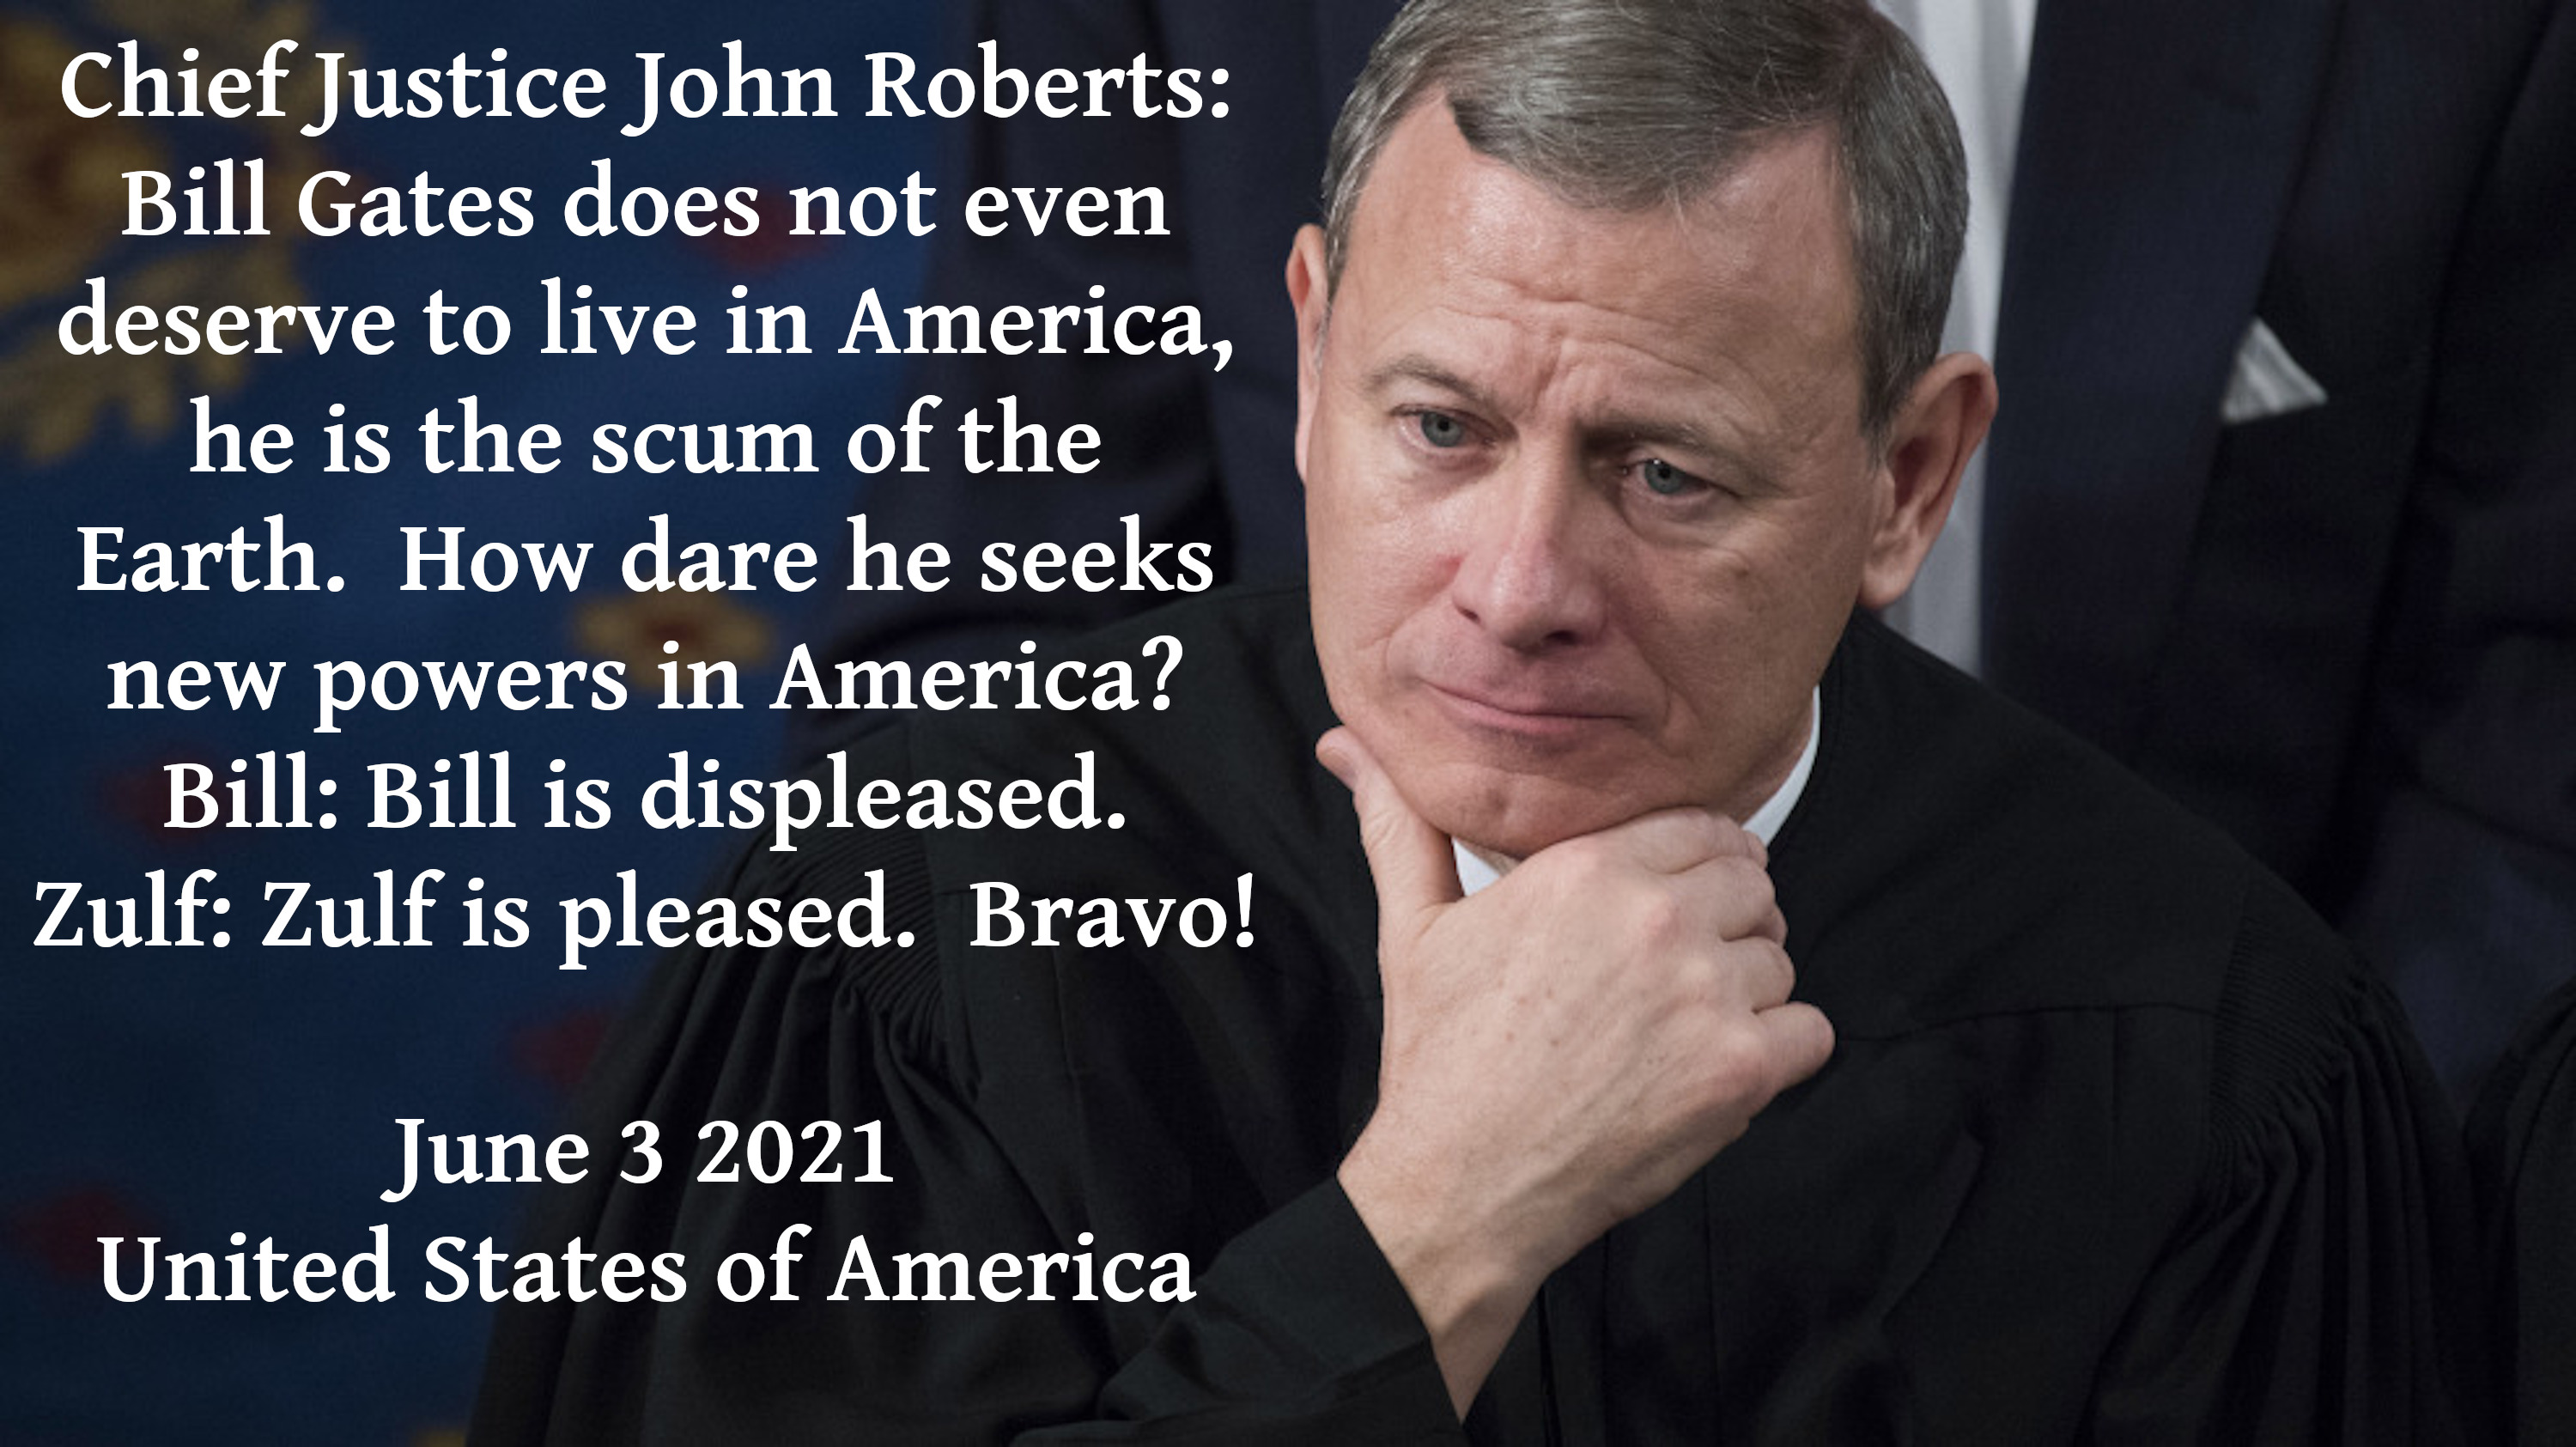 Chief Justice John Roberts:
Bill Gates does not even
deserve to live in America,
he is the scum of the
Earth.  How dare he seeks
new powers in America?
Bill: Bill is displeased.
Zulf: Zulf is pleased.  Bravo!
June 3 2021
United States of America